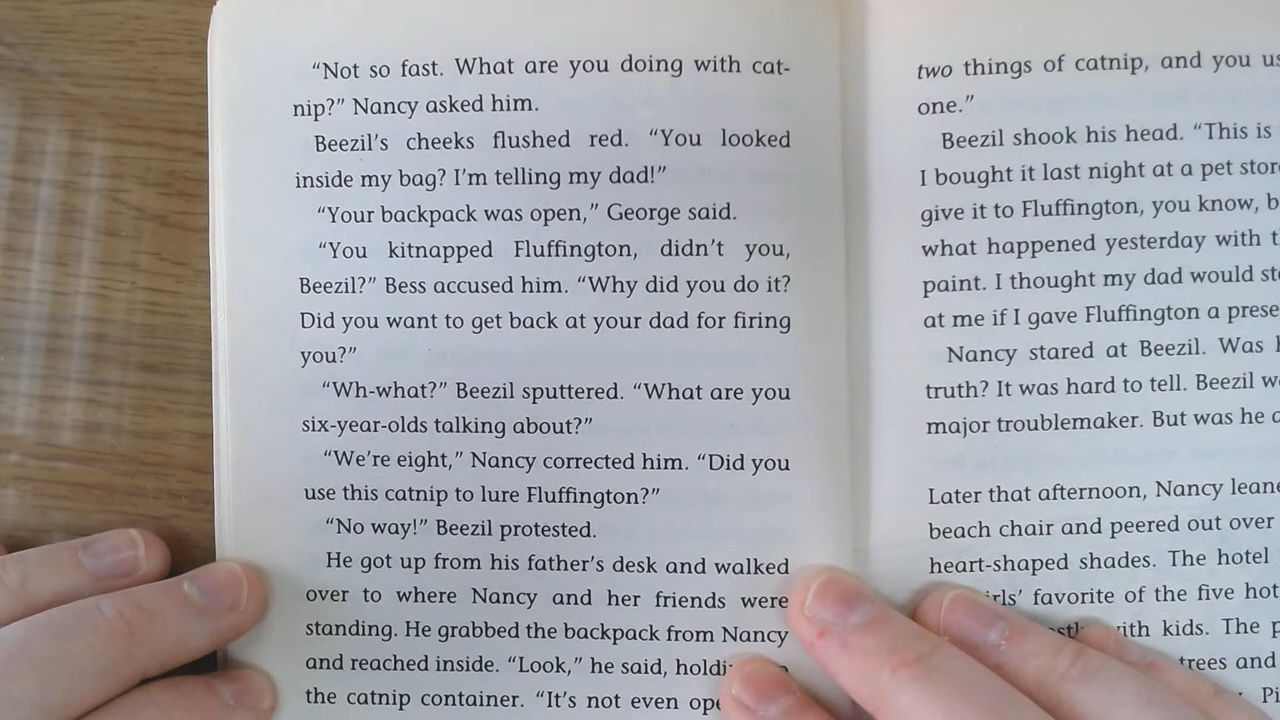 “Not so fast. What are you doing with cat-
nip?” Nancy asked him.
Beezil’s cheeks flushed red. “You looked
inside my bag? I’m telling my dad!”
“Your backpack was open,” George said.
“You kitnapped Fluffington, didn’t you,
Beezil?” Bess accused him. “Why did you do it?
Did you want to get back at your dad for firing
you?”
“Wh-what?” Beezil sputtered. “What are you
six-year-olds talking about?”
“We’re eight,” Nancy corrected him. “Did you
use this catnip to lure Fluffington?”
“No way!” Beezil protested.
He got up from his father’s desk and walked
over to where Nancy and her friends were
standing. He grabbed the backpack from Nancy
and reached inside. “Look,” he said,
the catnip container. “It’s not even
two things of catnip, and you
one.”
Beezil shook his head. “This is
I bought it last night at a pet
give it to Fluffington, you know,
what happened yesterday with
paint. I thought my dad would
at me if I gave Fluffington a
Nancy stared at Beezil. Was
truth? It was hard to tell. Beezil
major troublemaker. But was he
Later that afternoon, Nancy
beach chair and peered out over
heart-shaped shades. The hotel
favorite of the five
with kids. The
trees and